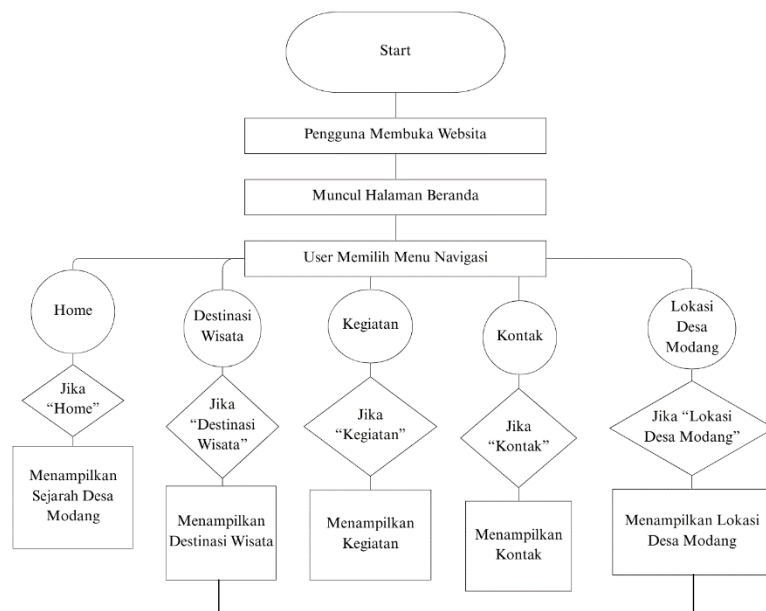 Start
Pengguna Membuka Websita
Muncul Halaman Beranda
User Memilih Menu Navigasi
Home
Destinasi
Wisata
Kegiatan
Kontak
Lokasi
Desa
Modang
Jika
“Home”
Jika
“Destinasi
Wisata”
Jika
“Kegiatan”
Jika
“Kontak”
Jika “Lokasi
Desa Modang”
Menampilkan
Sejarah Desa
Modang
Menampilkan
Destinasi Wisata
Menampilkan
Kegiatan
Menampilkan
Kontak
Menampilkan Lokasi
Desa Modang